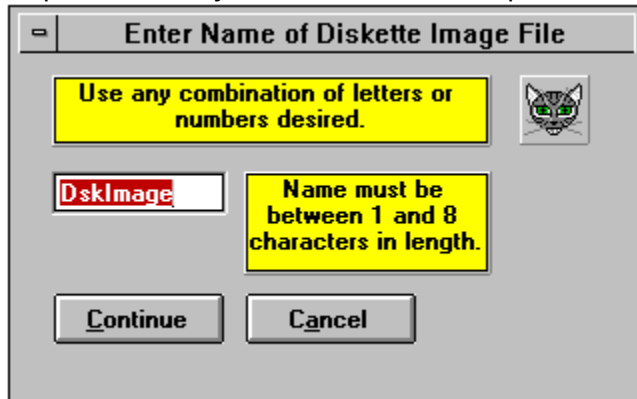 Enter Name of Diskette Image File
Use any combination of letters or
numbers desired.
DskImage
Name must be
between 1 and 8
characters in length.
Continue
Cancel